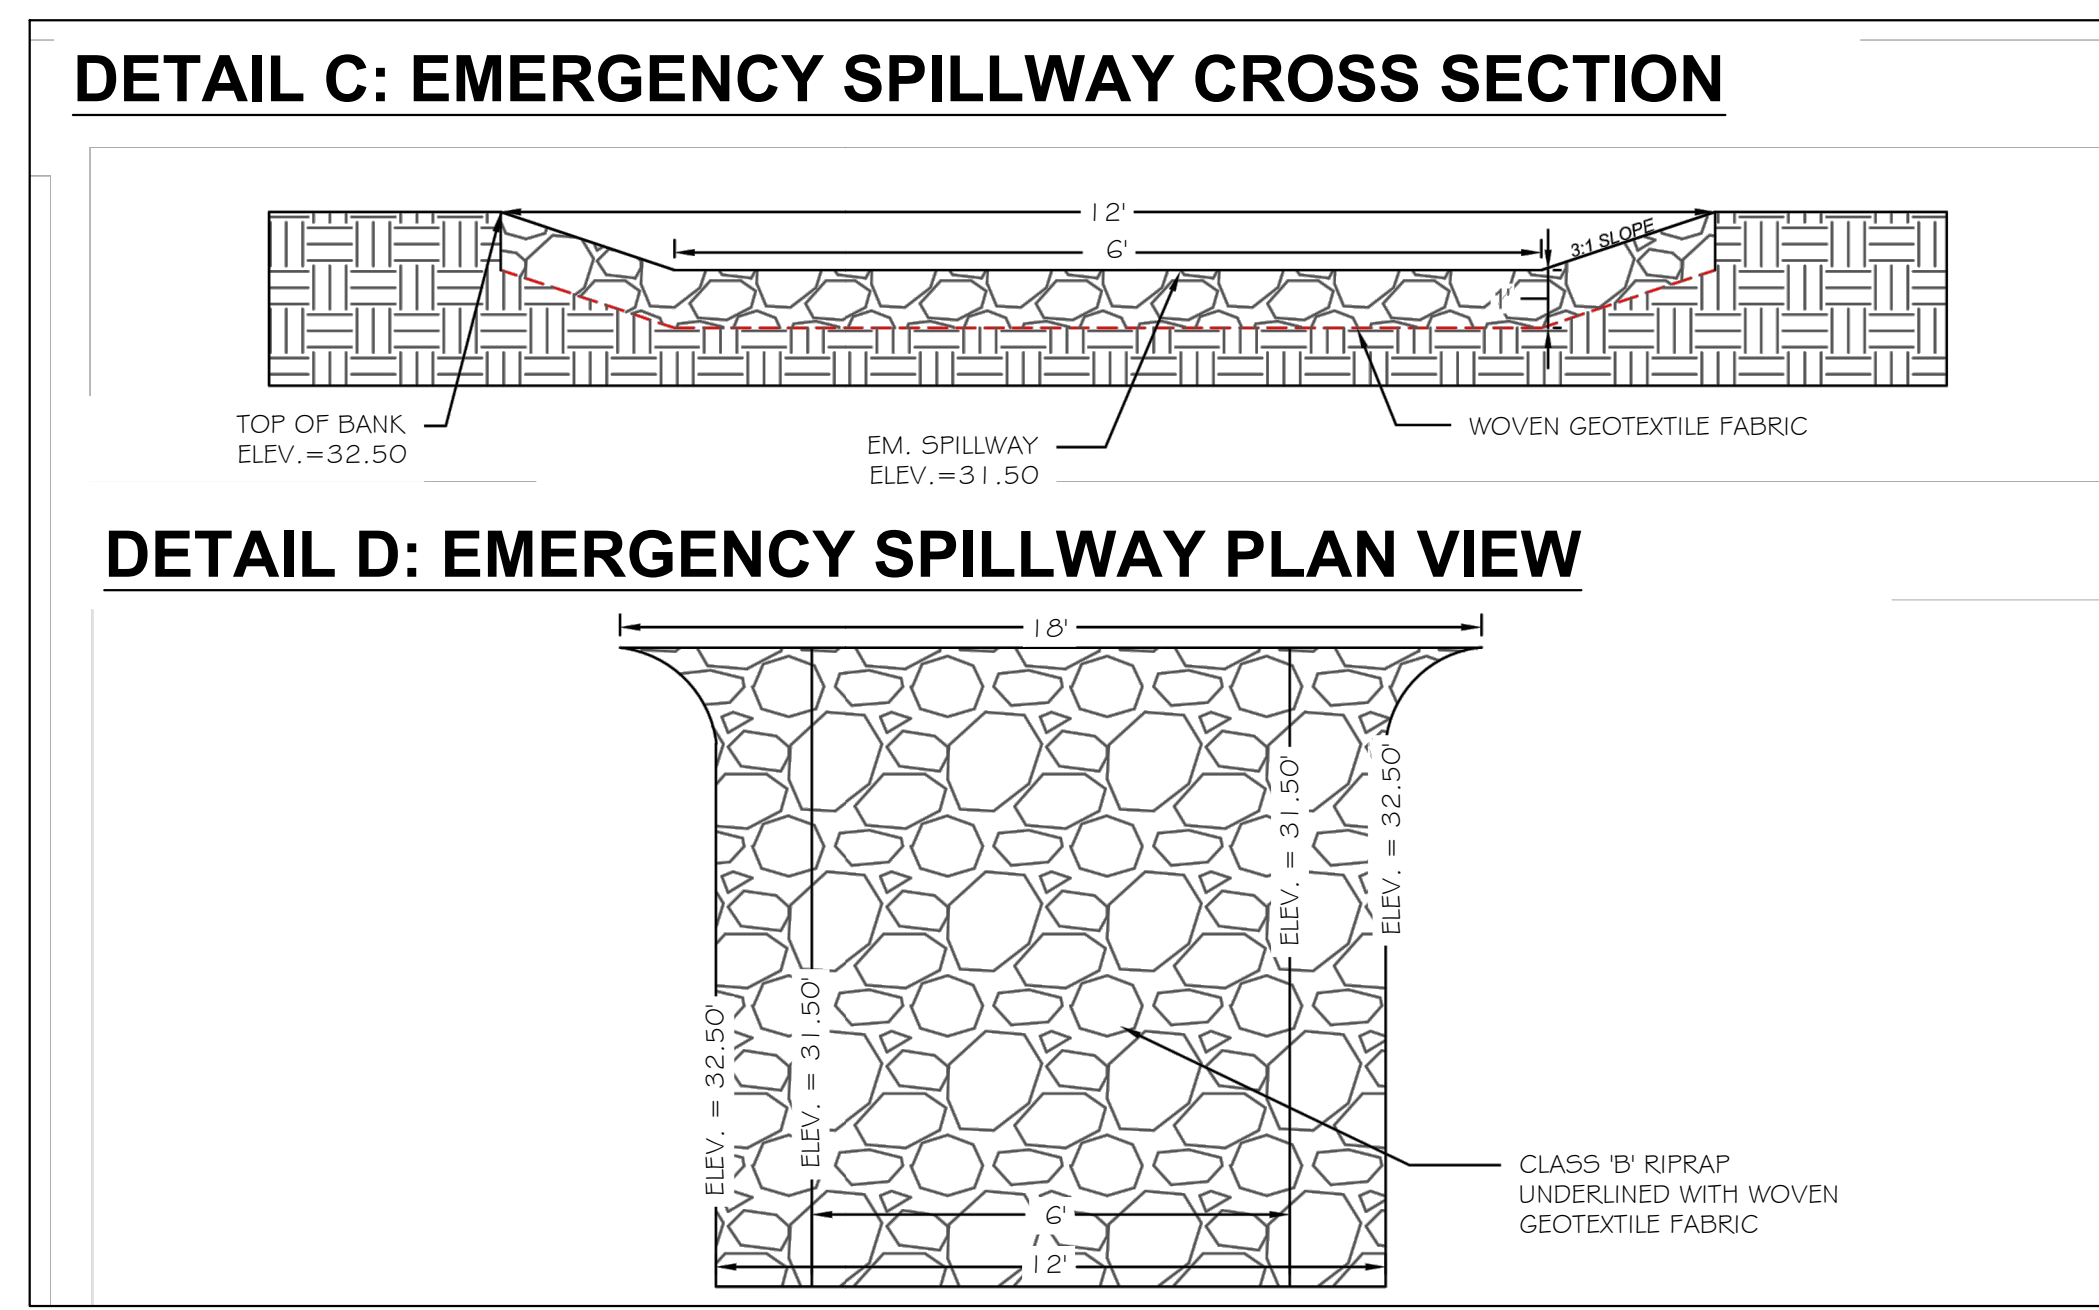 DETAIL C: EMERGENCY SPILLWAY CROSS SECTION
12'
6'
3:1 SLOPE
1'
TOP OF BANK
ELEV.=32.50
EM. SPILLWAY
ELEV.=31.50
WOVEN GEOTEXTILE FABRIC
DETAIL D: EMERGENCY SPILLWAY PLAN VIEW
18'
ELEV. = 31.50'
ELEV. = 32.50'
ELEV. = 32.50'
ELEV. = 31.50'
CLASS 'B' RIPRAP
UNDERLINED WITH WOVEN
GEOTEXTILE FABRIC
6'
12'